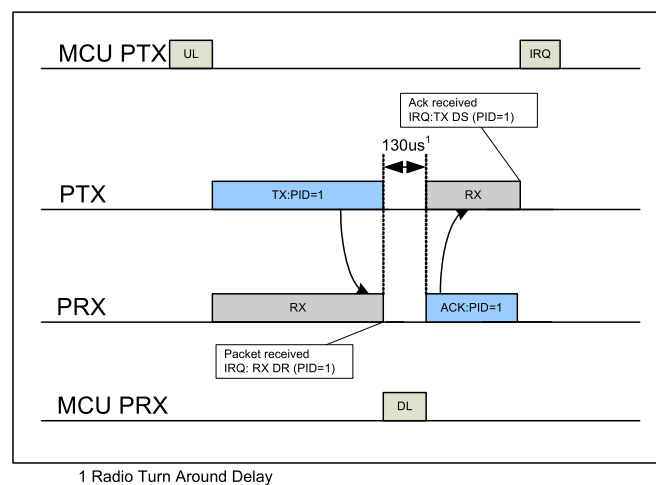 MCU PTX
UL
IRQ
Ack received
IRQ:TX DS (PID=1)
130us1
PTX
TX:PID=1
RX
PRX
RX
ACK:PID=1
Packet received
IRQ: RX DR (PID=1)
MCU PRX
DL
1 Radio Turn Around Delay